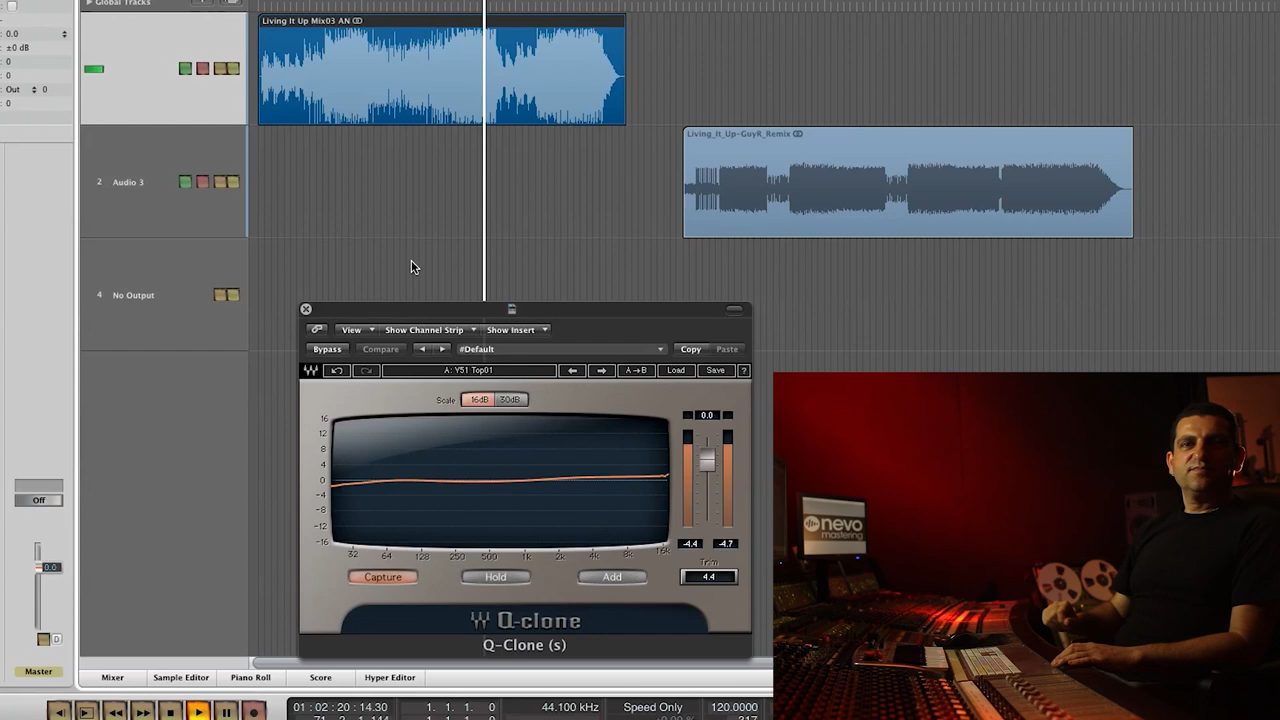 Global Tracks
0.0
±0 dB
0
0
Out 0
0
Living It Up Mix03 AN
Living_It_Up-GuyR_Remix
2 Audio 3
4 No Output
View Show Channel Strip Show Insert
Bypass Compare #Default Copy Paste
A: V51 Top01 A→B Load Save ?
Scale 16dB 30dB
0.0
16
12
8
4
0
-4
-8
-12
-16
32 64 128 250 500 1k 2k 4k 8k 16k
-4.4 -4.7
Trim
4.4
Capture Hold Add
Q-clone
Q-Clone (s)
Off
0.0
D
Master
nevo
mastering
Mixer Sample Editor Piano Roll Score Hyper Editor
01 : 02 : 20 : 14.30 1. 1. 1. 0 44.100 kHz Speed Only 120.0000